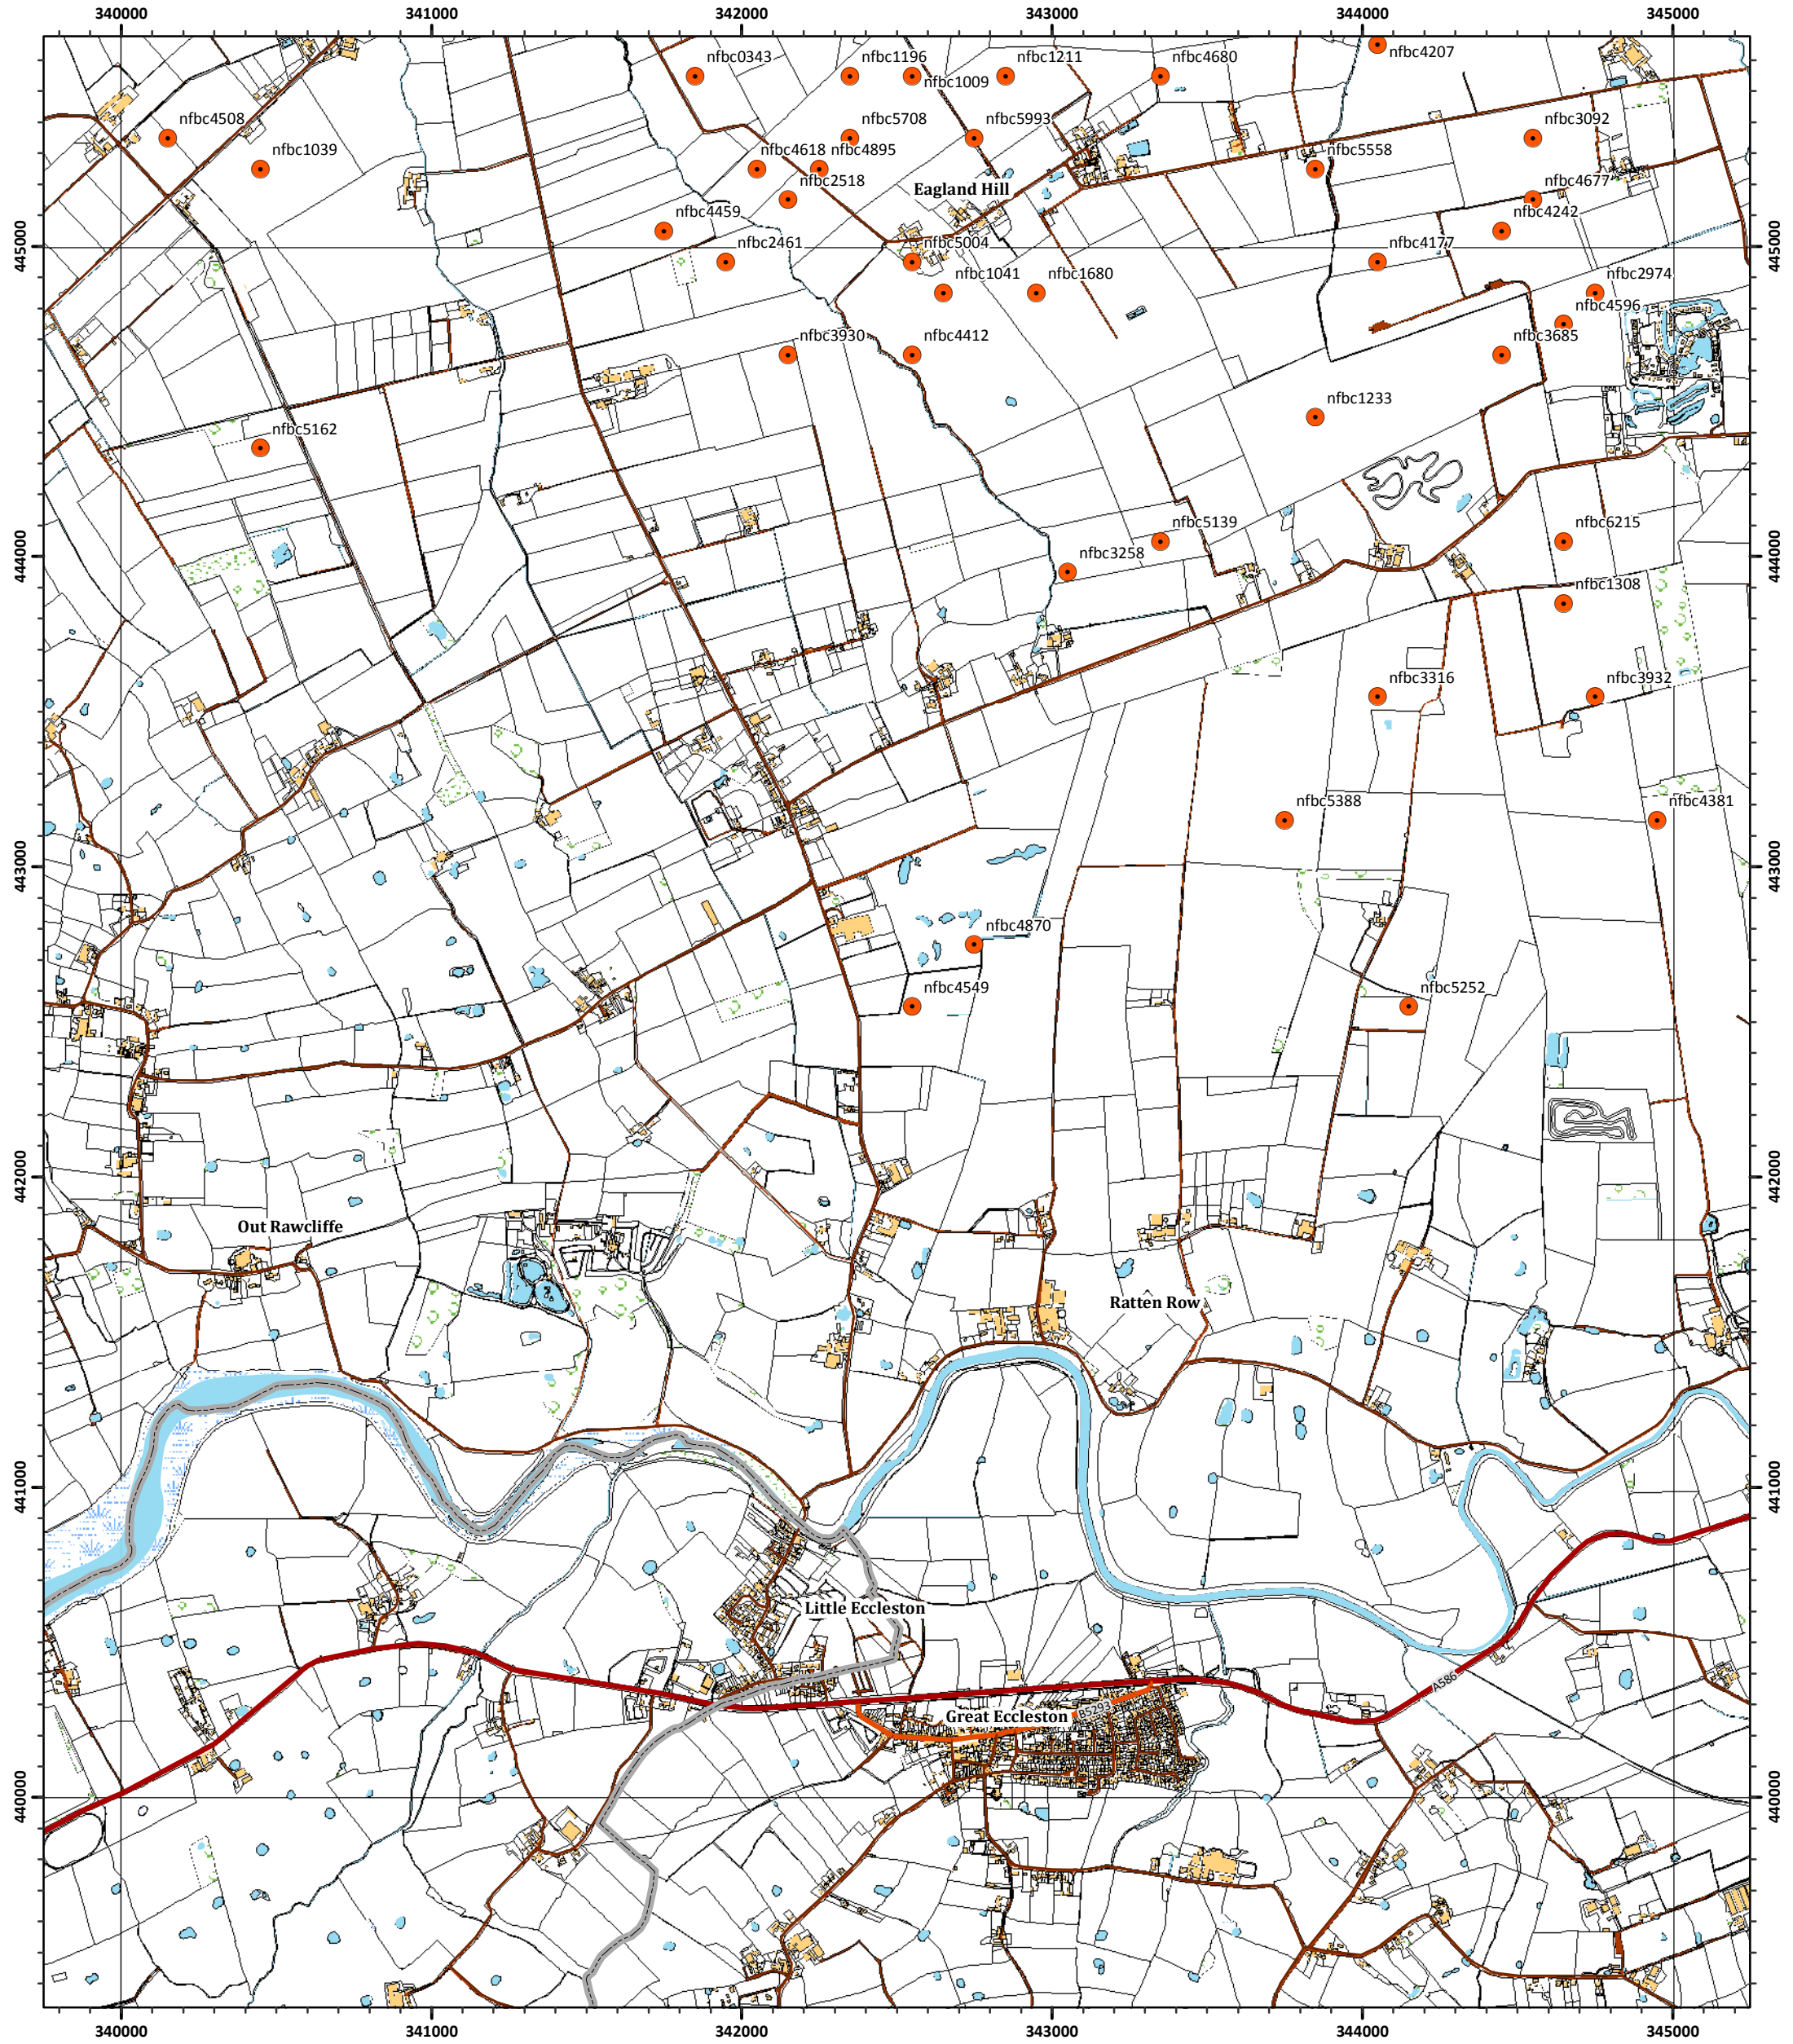 340000 341000 342000 343000 344000 345000
nfbc4207
nfbc0343 nfbc1196 nfbc1211 nfbc4680
nfbc1009
nfbc4508 nfbc5708 nfbc5993 nfbc3092
nfbc1039 nfbc4618 nfbc4895 nfbc5558
nfbc2518 nfbc4677
Eagland Hill
nfbc4459 nfbc4242
445000 nfbc2461 nfbc5004 nfbc4177 445000
nfbc1041 nfbc1680 nfbc2974
nfbc4596
nfbc3930 nfbc4412 nfbc3685
nfbc1233
nfbc5162
nfbc5139 nfbc6215
444000 nfbc3258 444000
nfbc1308
nfbc3316 nfbc3932
nfbc5388 nfbc4381
443000 443000
nfbc4870
nfbc4549 nfbc5252
442000 442000
Out Rawcliffe
Ratten Row
441000 441000
Little Eccleston
A586
B5293
Great Eccleston
440000 440000
340000 341000 342000 343000 344000 345000